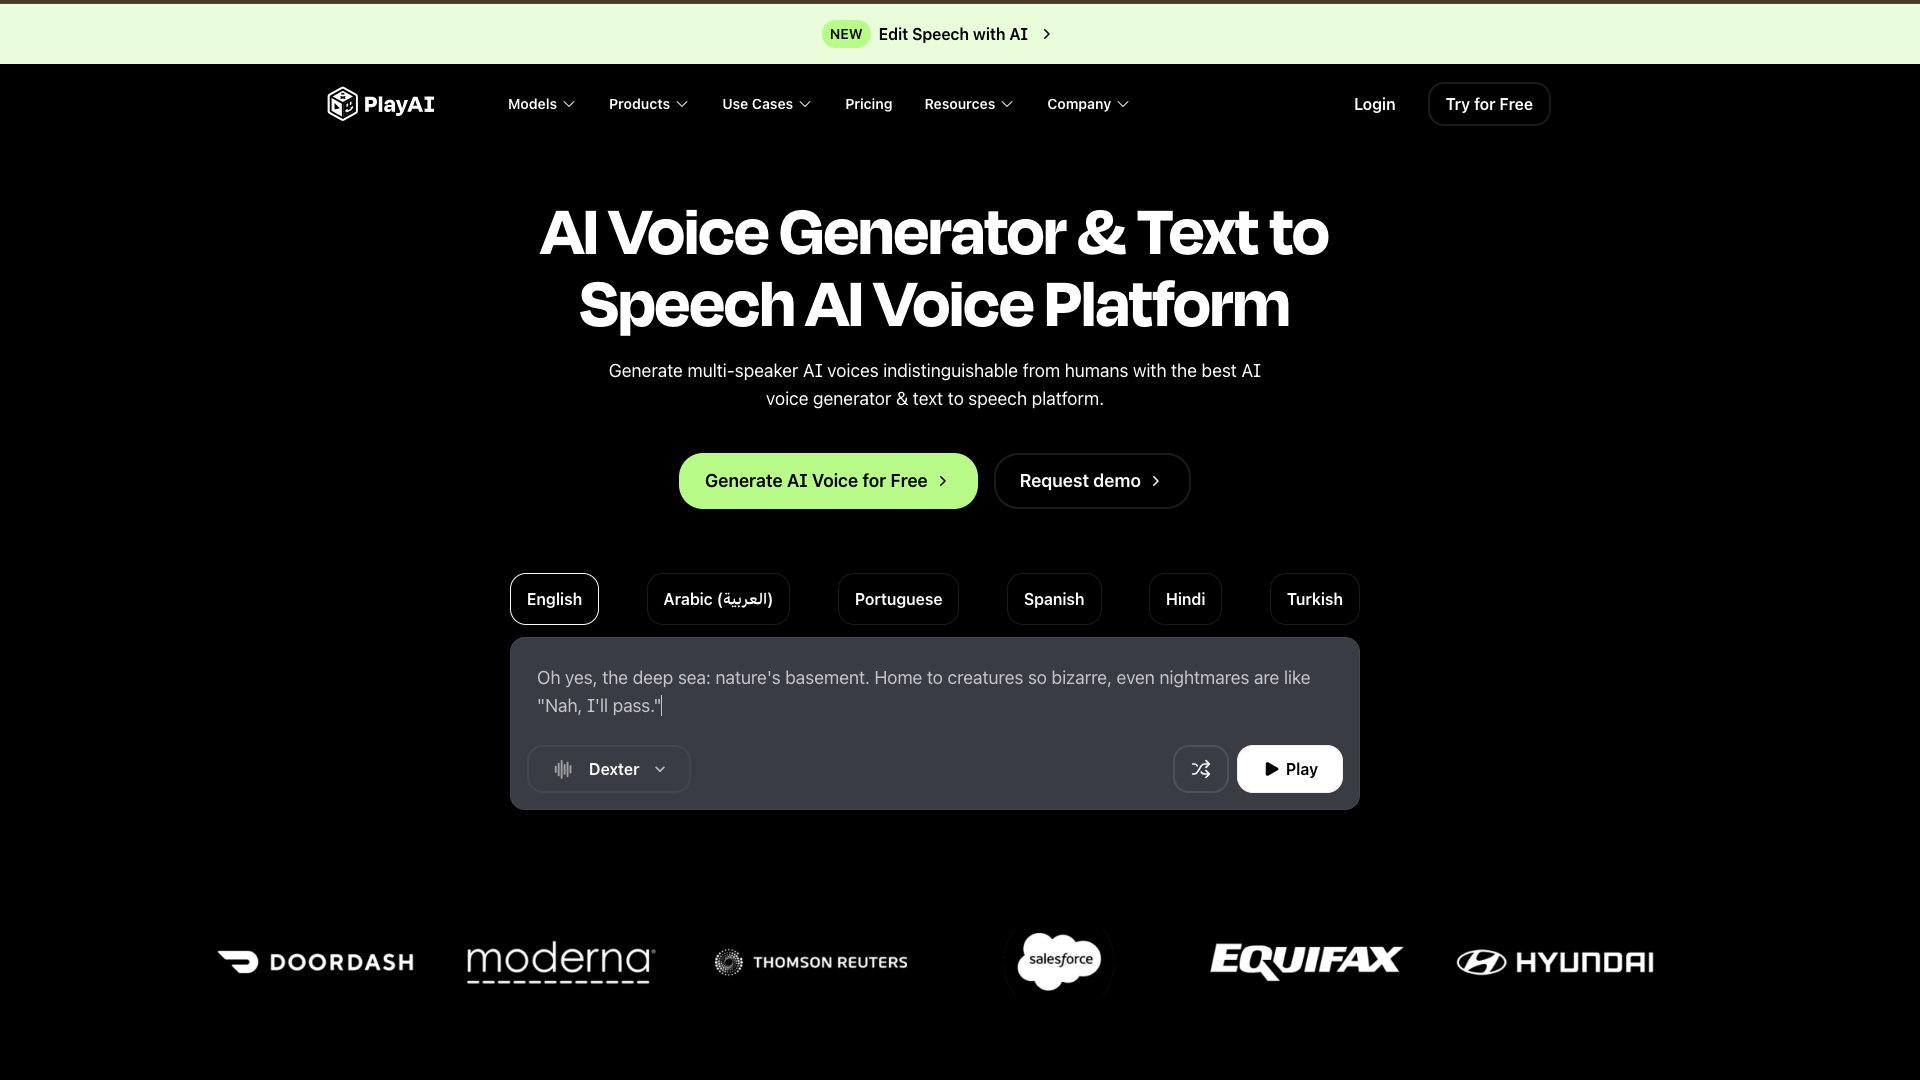 NEW Edit Speech with AI
PlayAI Models Products Use Cases Pricing Resources Company Login Try for Free
AI Voice Generator & Text to
Speech AI Voice Platform
Generate multi-speaker AI voices indistinguishable from humans with the best AI
voice generator & text to speech platform.
Generate AI Voice for Free Request demo
English Arabic (العربية) Portuguese Spanish Hindi Turkish
Oh yes, the deep sea: nature's basement. Home to creatures so bizarre, even nightmares are like
"Nah, I'll pass."
Dexter Play
DOORDASH moderna THOMSON REUTERS salesforce EQUIFAX HYUNDAI